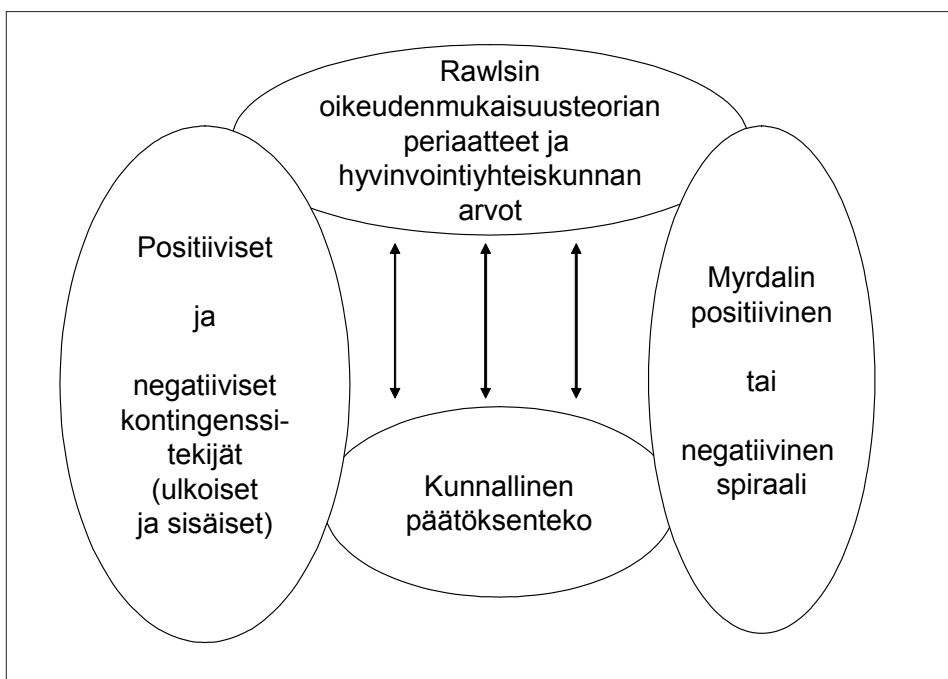 Rawlsin
oikeudenmukaisuusteorian
periaatteet ja
hyvinvointiyhteiskunnan
arvot
Positiiviset
ja
negatiiviset
kontingenssi-
tekijät
(ulkoiset
ja sisäiset)
Myrdalin
positiivinen
tai
negatiivinen
spiraali
Kunnallinen
päätöksenteko